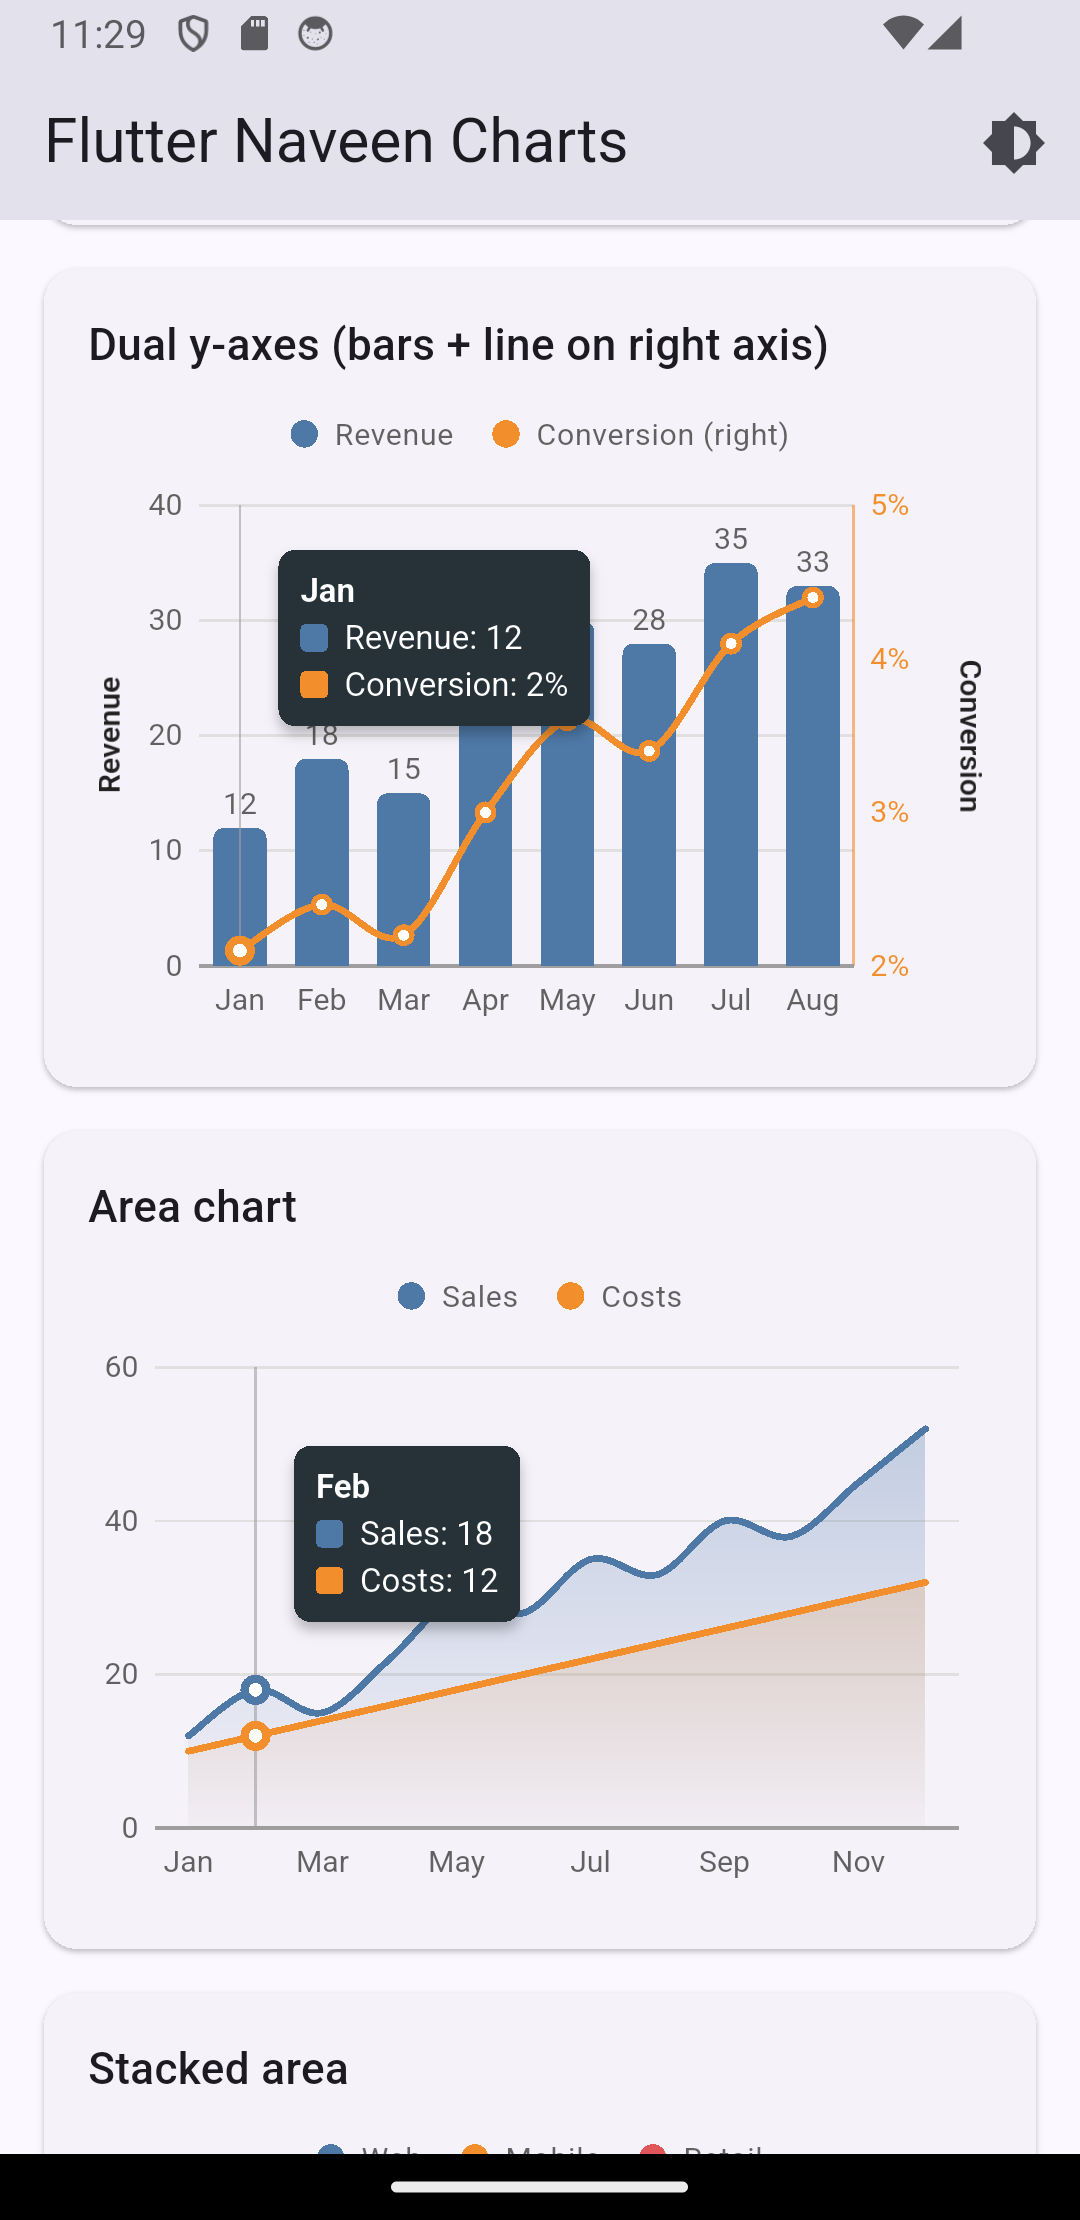 11:29
Flutter Naveen Charts
Dual y-axes (bars + line on right axis)
Revenue
Conversion (right)
40
30
20
10
0
Revenue
5%
4%
3%
2%
Conversion
Jan
Revenue: 12
Conversion: 2%
12
18
15
28
35
33
Jan
Feb
Mar
Apr
May
Jun
Jul
Aug
Area chart
Sales
Costs
60
40
20
0
Feb
Sales: 18
Costs: 12
Jan
Mar
May
Jul
Sep
Nov
Stacked area
Web
Mobile
Retail